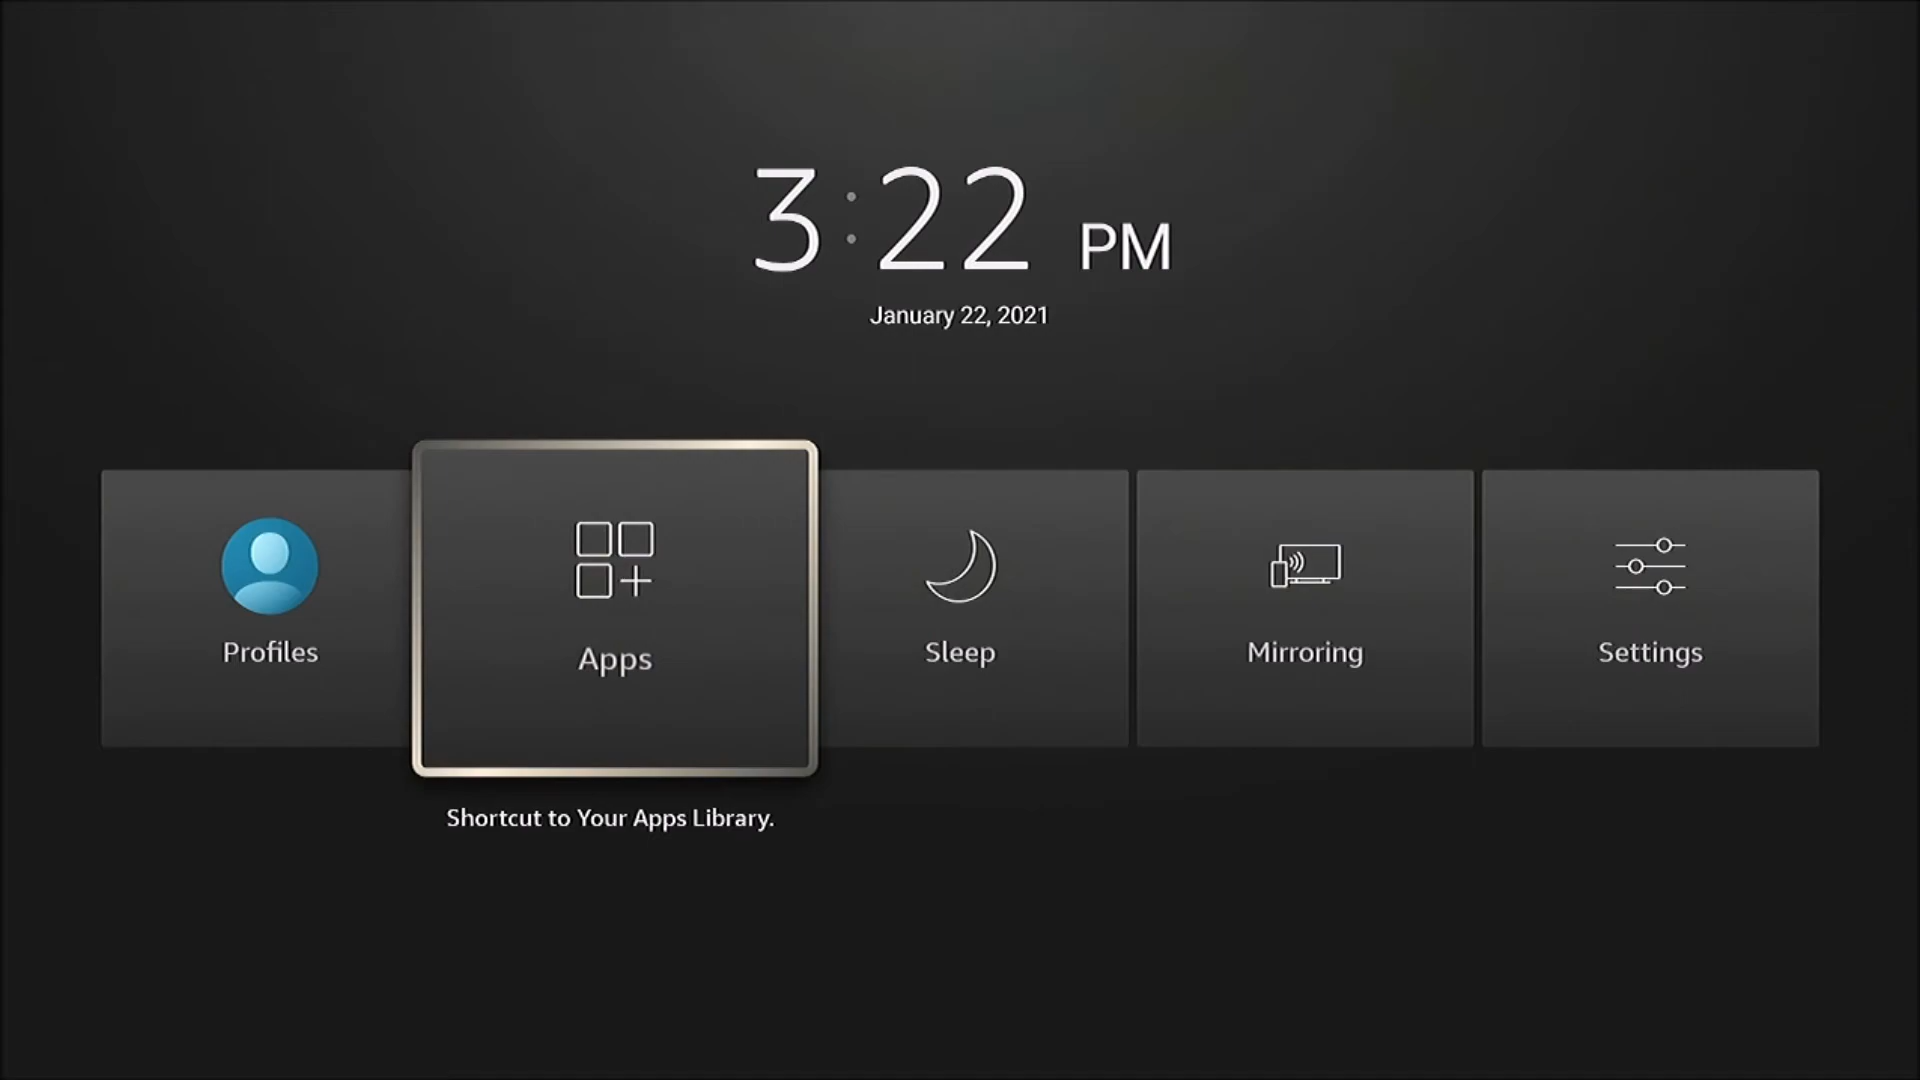 3:22 PM
January 22, 2021
Profiles
Apps
Sleep
Mirroring
Settings
Shortcut to Your Apps Library.